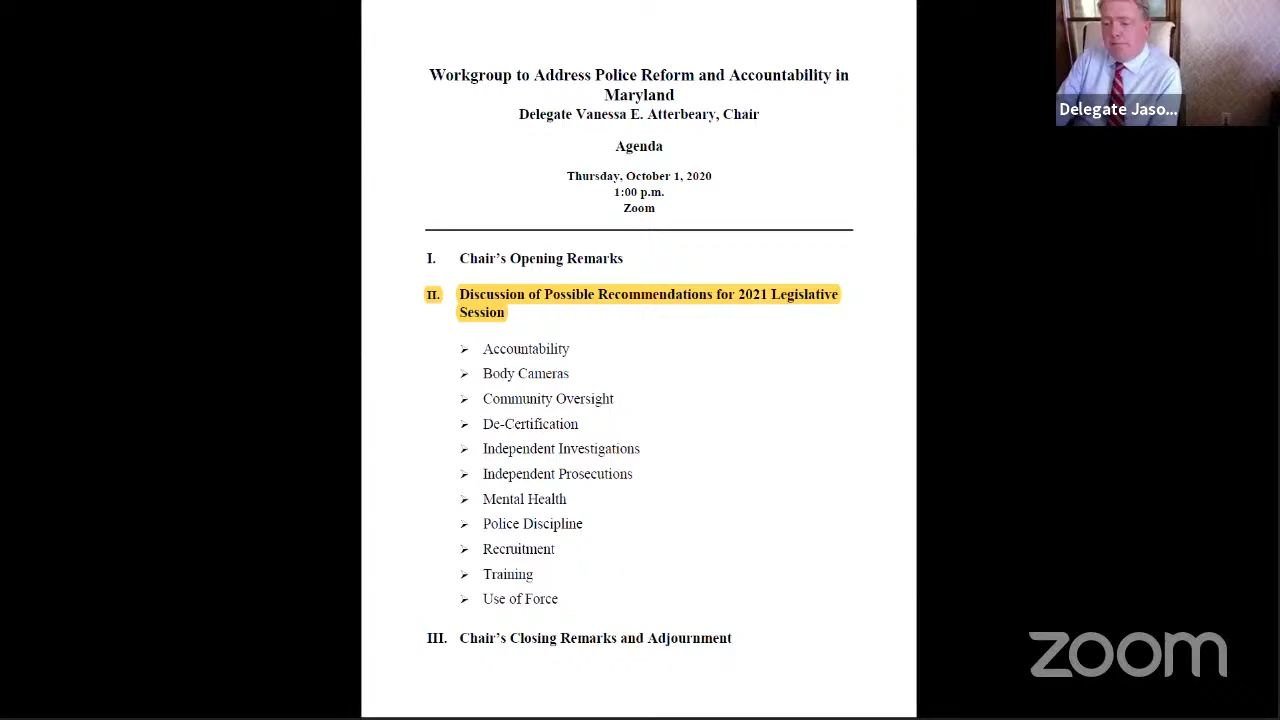 Workgroup to Address Police Reform and Accountability in
Maryland
Delegate Vanessa E. Atterbeary, Chair
Agenda
Thursday, October 1, 2020
1:00 p.m.
Zoom
I. Chair's Opening Remarks
II. Discussion of Possible Recommendations for 2021 Legislative
Session
➢ Accountability
➢ Body Cameras
➢ Community Oversight
➢ De-Certification
➢ Independent Investigations
➢ Independent Prosecutions
➢ Mental Health
➢ Police Discipline
➢ Recruitment
➢ Training
➢ Use of Force
III. Chair's Closing Remarks and Adjournment
Delegate Jaso...
zoom